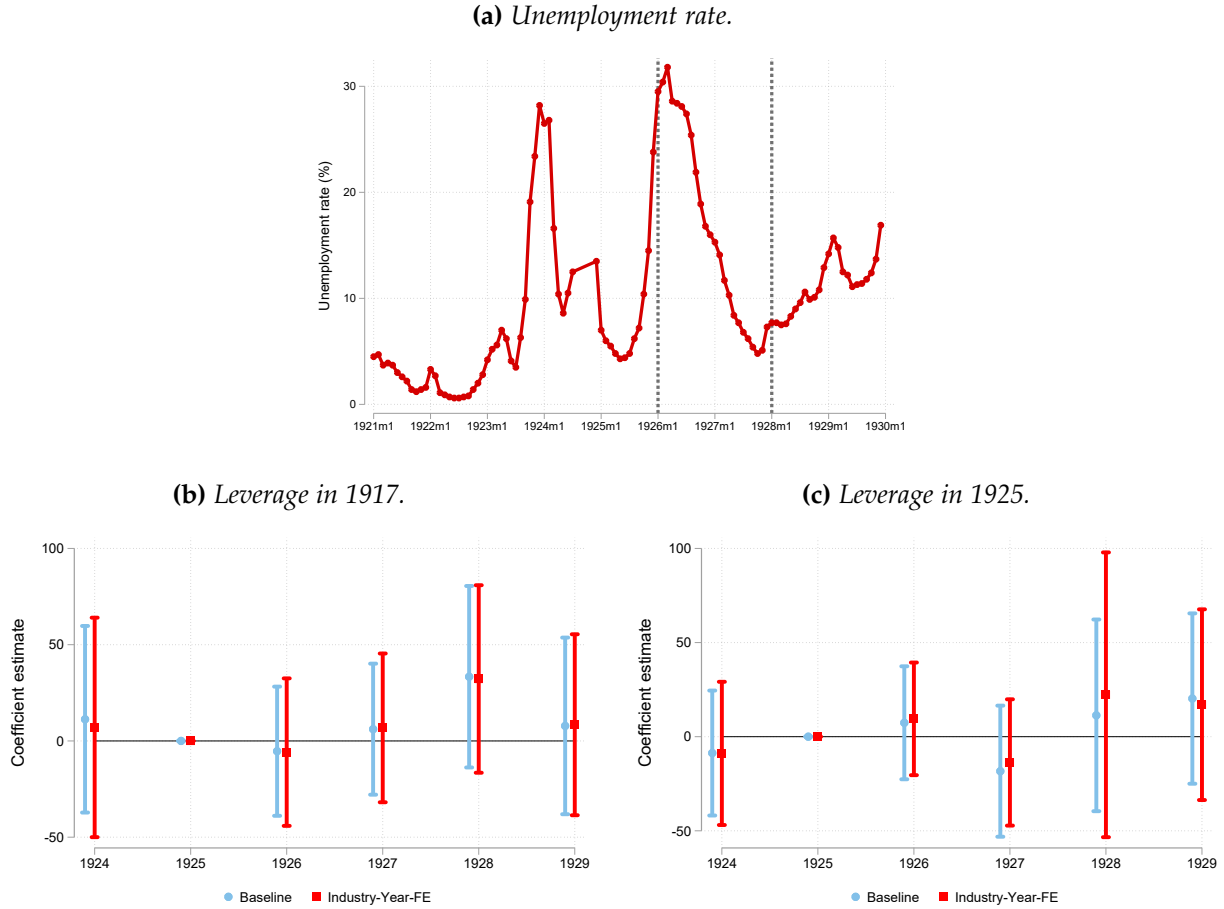 (a) Unemployment rate.
Unemployment rate (%)
30
20
10
0
1921m1 1922m1 1923m1 1924m1 1925m1 1926m1 1927m1 1928m1 1929m1 1930m1
(b) Leverage in 1917.
Coefficient estimate
100
50
0
-50
1924 1925 1926 1927 1928 1929
Baseline Industry-Year-FE
(c) Leverage in 1925.
Coefficient estimate
100
50
0
-50
1924 1925 1926 1927 1928 1929
Baseline Industry-Year-FE